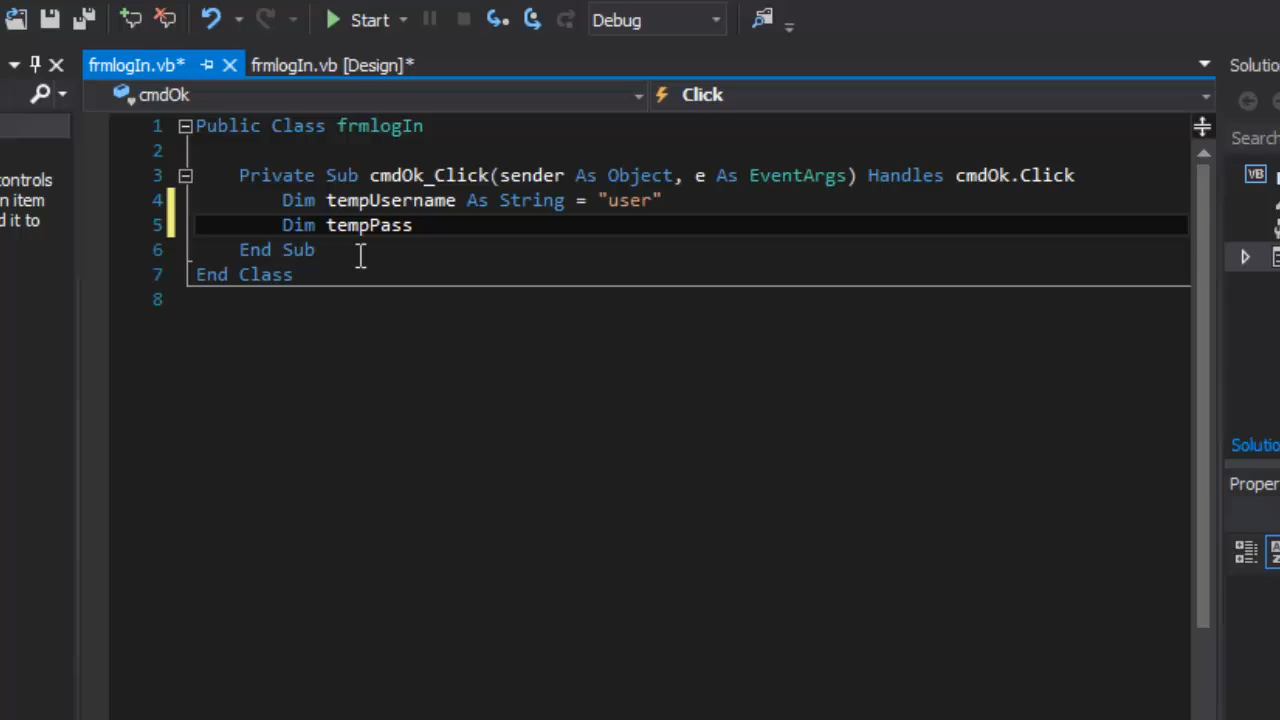 Start
Debug
frmlogIn.vb*
frmlogIn.vb [Design]*
Solutio
cmdOk
Click
Search
1 Public Class frmlogIn
2
3 Private Sub cmdOk_Click(sender As Object, e As EventArgs) Handles cmdOk.Click
4 Dim tempUsername As String = "user"
5 Dim tempPass
6 End Sub
7 End Class
8
ontrols
n item
d it to
VB
Solutio
Proper